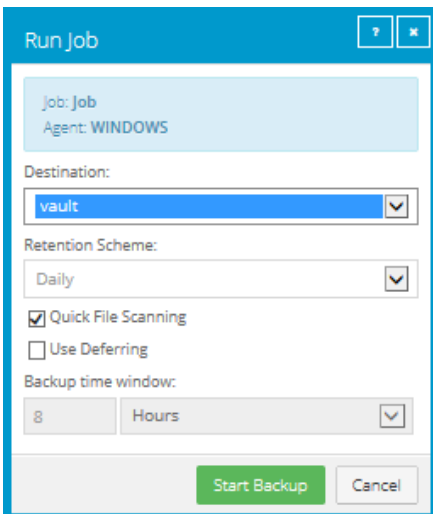 Run Job
?
Job: Job
Agent: WINDOWS
Destination:
vault
Retention Scheme:
Daily
Quick File Scanning
Use Deferring
Backup time window:
8 Hours
Start Backup Cancel